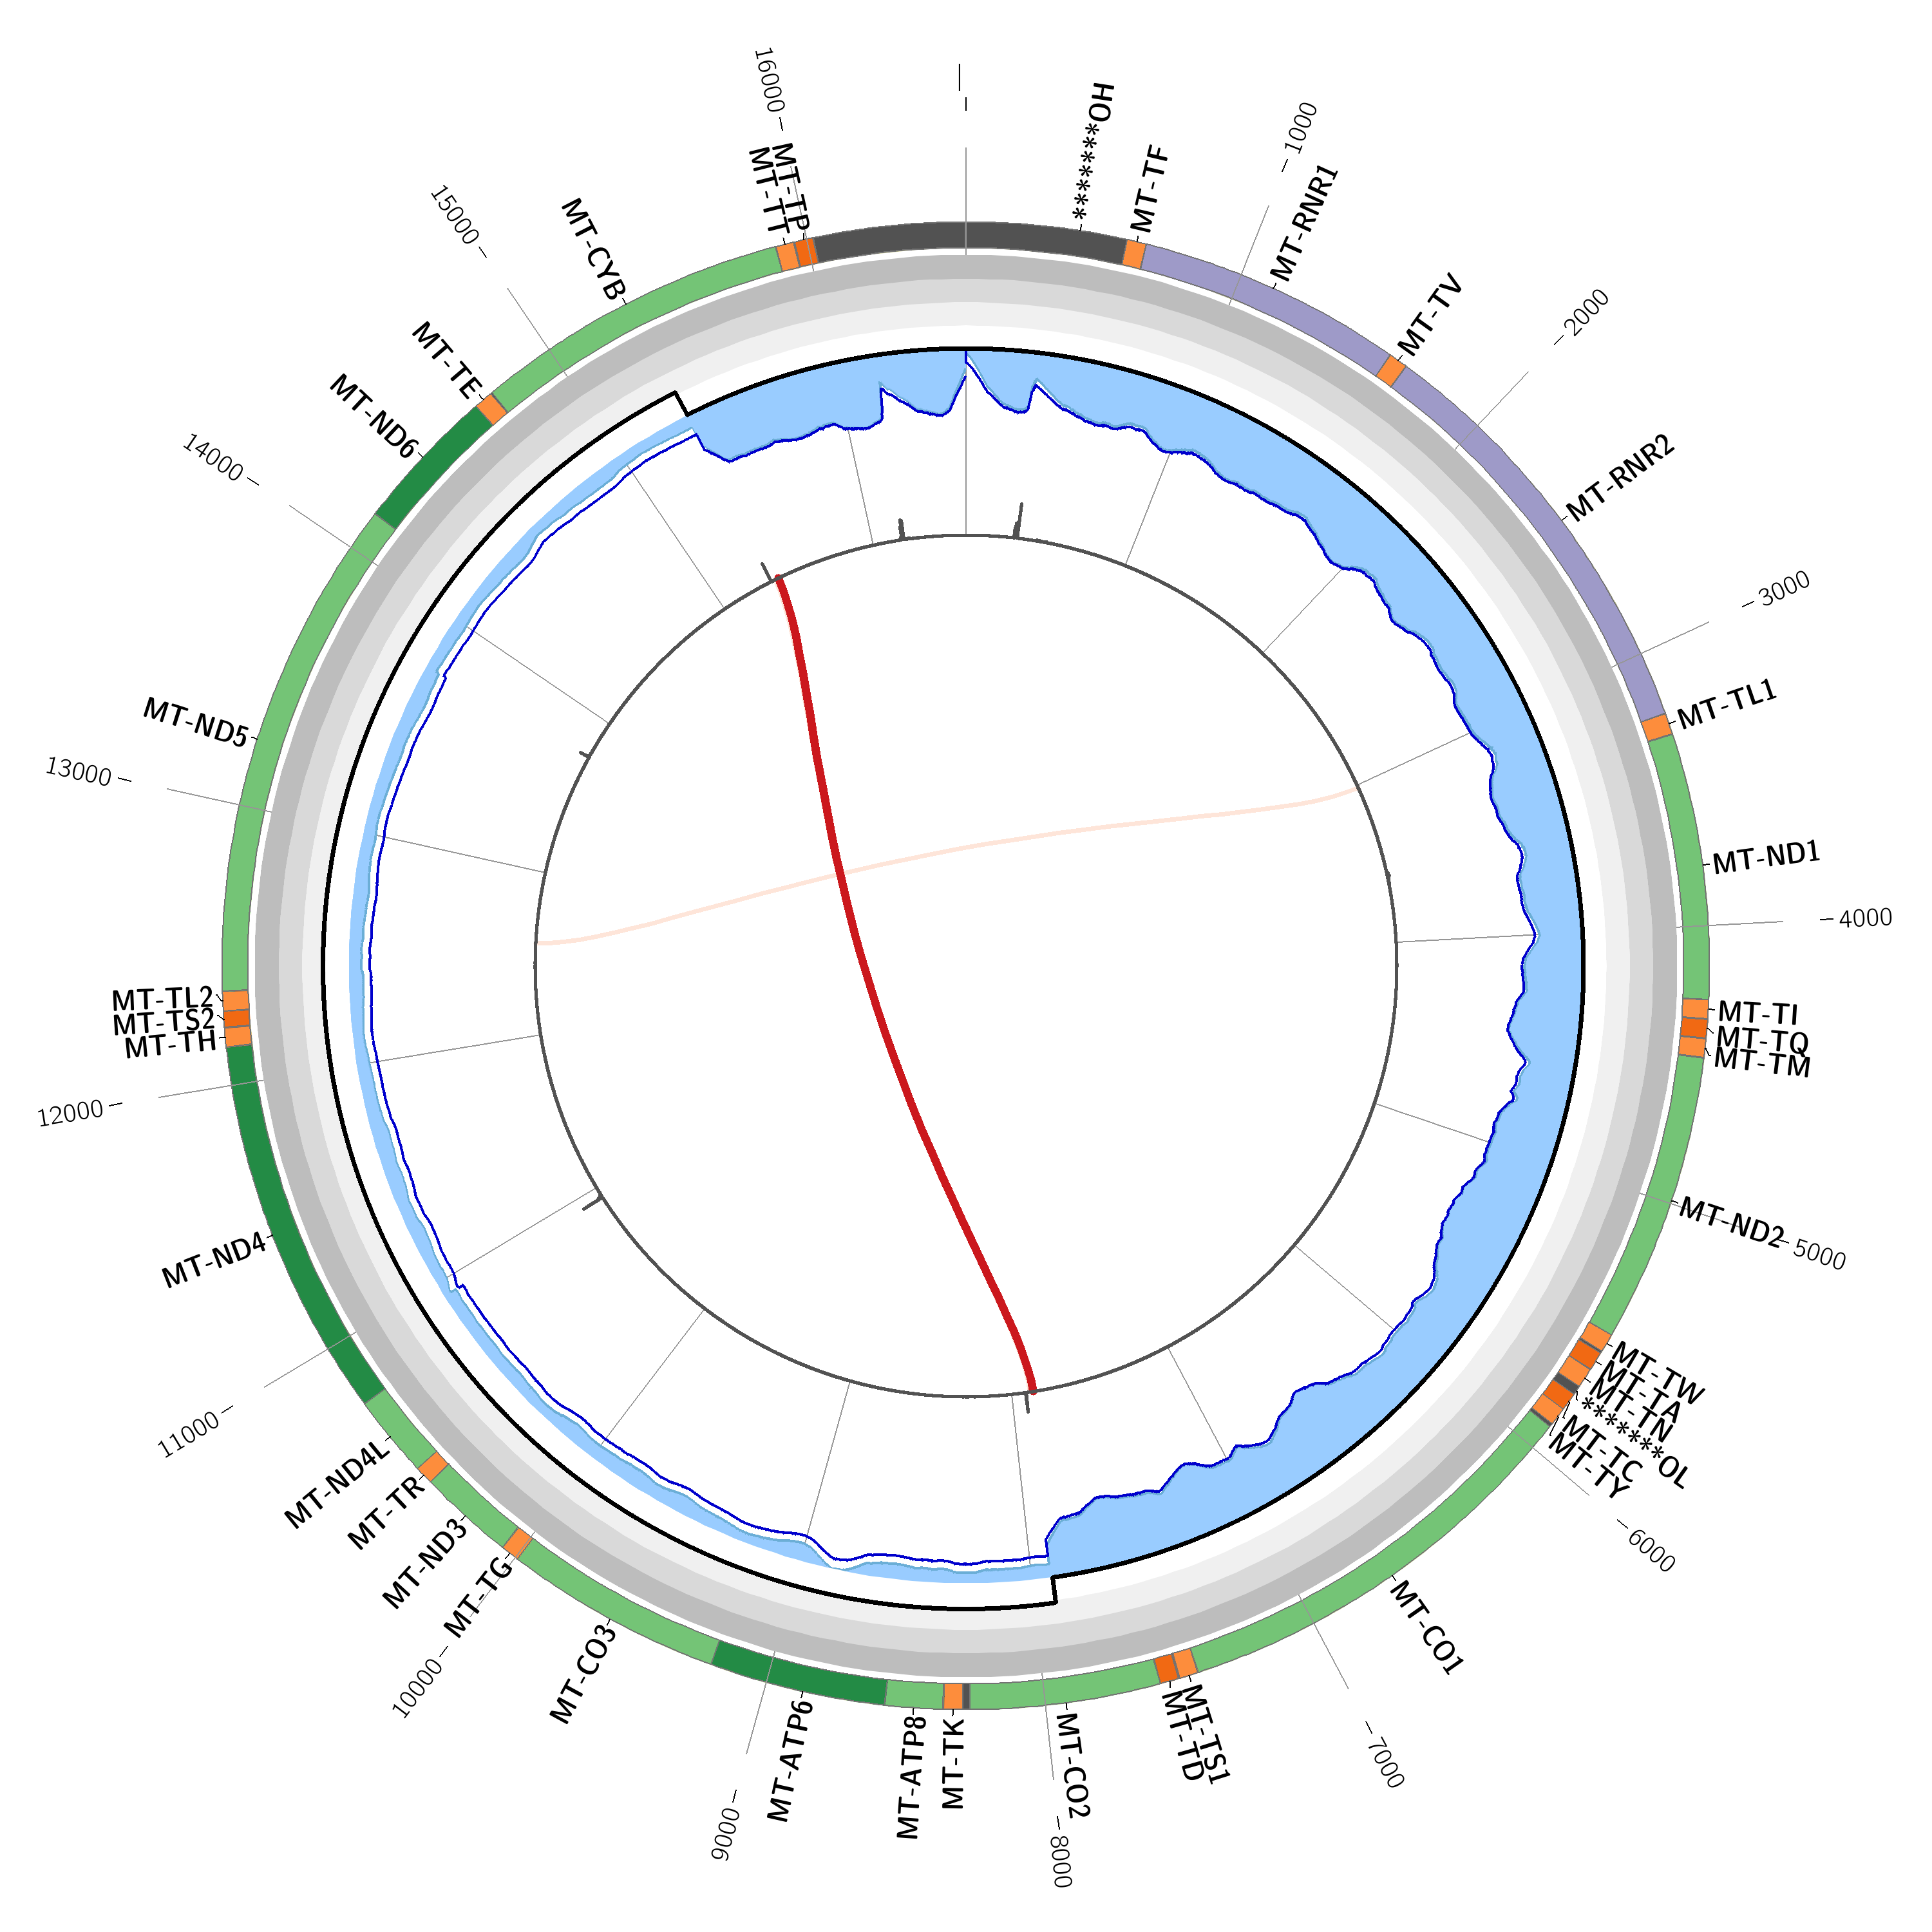 *******OH
MT-TF
1000
MT-RNR1
MT-TV
2000
MT-RNR2
3000
MT-TL1
MT-ND1
4000
MT-TI
MT-TQ
MT-TM
MT-ND2
5000
MT-TW
MT-TA
MT-TN
*******OL
MT-TC
MT-TY
6000
MT-CO1
7000
MT-TS1
MT-TD
MT-CO2
8000
MT-TK
MT-ATP8
MT-ATP6
9000
MT-CO3
10000
MT-TG
MT-ND3
MT-TR
MT-ND4L
11000
MT-ND4
12000
MT-TH
MT-TS2
MT-TL2
13000
MT-ND5
14000
MT-ND6
MT-TE
15000
MT-CYB
MT-TT
MT-TP
16000